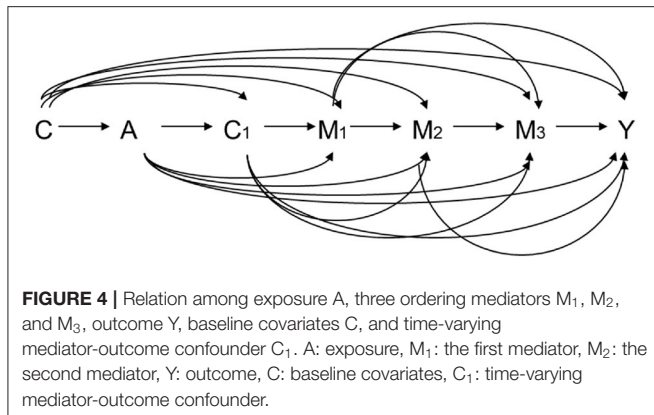 C A C1 M1 M2 M3 Y
FIGURE 4 | Relation among exposure A, three ordering mediators M1, M2,
and M3, outcome Y, baseline covariates C, and time-varying
mediator-outcome confounder C1. A: exposure, M1: the first mediator, M2: the
second mediator, Y: outcome, C: baseline covariates, C1: time-varying
mediator-outcome confounder.